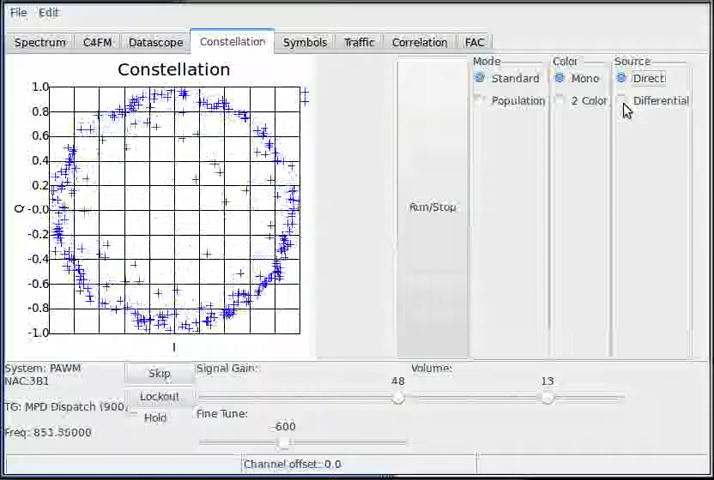 File Edit
Spectrum C4FM Datascope Constellation Symbols Traffic Correlation FAC
Constellation
1.0
0.8
0.6
0.4
0.2
-0.0
-0.2
-0.4
-0.6
-0.8
-1.0
Q
I
Run/Stop
Mode Color Source
Standard Mono Direct
Population 2 Color Differential
System: PAWM
NAC:3B1
TG: MPD Dispatch (900,
Freq: 851.35000
Skip
Lockout
Hold
Signal Gain: Volume:
48 13
Fine Tune:
-600
Channel offset: 0.0